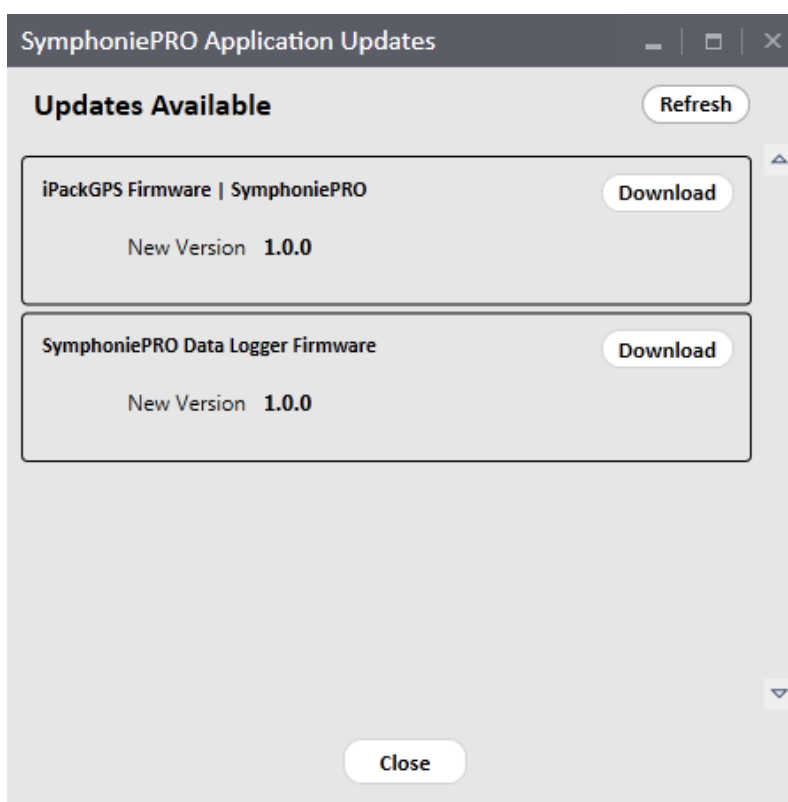 SymphoniePRO Application Updates
Updates Available
Refresh
iPackGPS Firmware | SymphoniePRO
Download
New Version 1.0.0
SymphoniePRO Data Logger Firmware
Download
New Version 1.0.0
Close